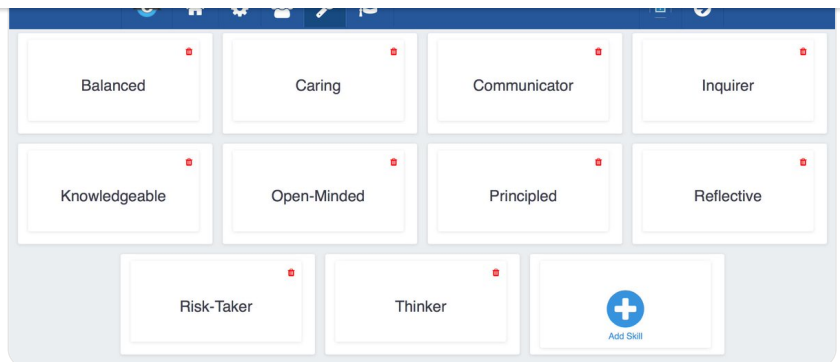 Balanced
Caring
Communicator
Inquirer
Knowledgeable
Open-Minded
Principled
Reflective
Risk-Taker
Thinker
Add Skill